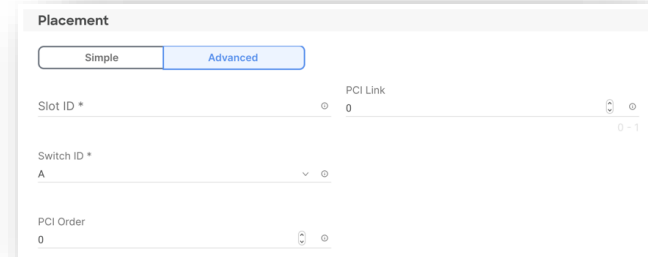 Placement
Simple Advanced
Slot ID *
PCI Link
0
0 - 1
Switch ID *
A
PCI Order
0